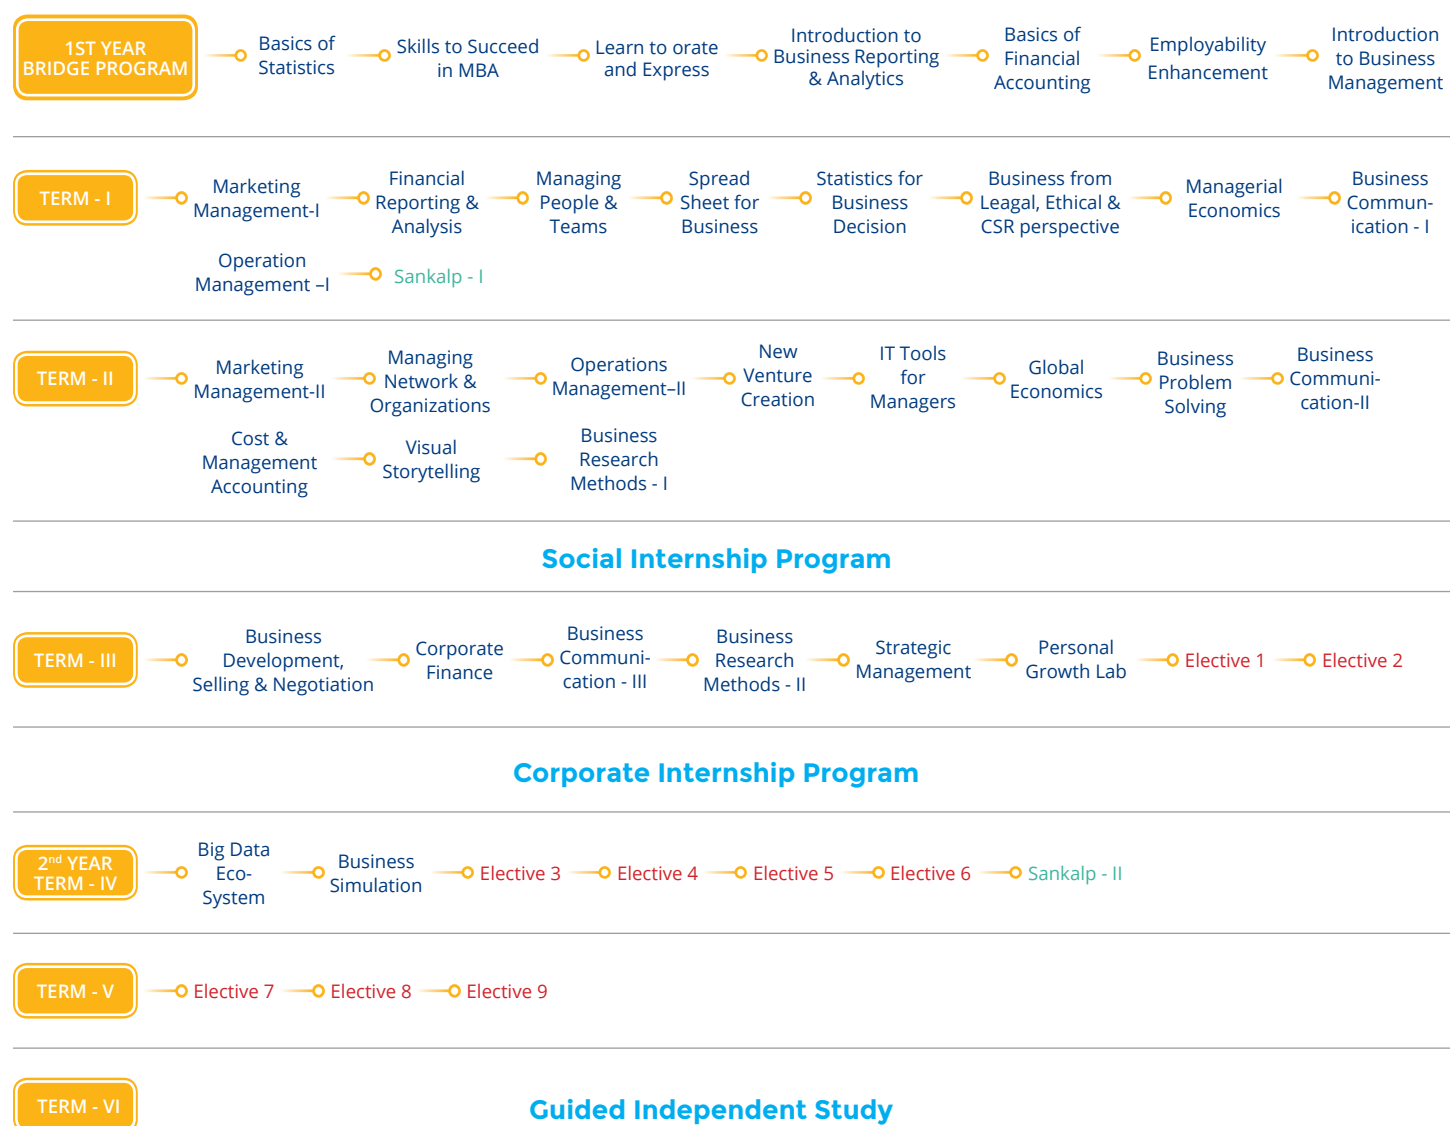 1ST YEAR
BRIDGE PROGRAM
Basics of
Statistics
Skills to Succeed
in MBA
Learn to orate
and Express
Introduction to
Business Reporting
& Analytics
Basics of
Financial
Accounting
Employability
Enhancement
Introduction
to Business
Management
TERM - I
Marketing
Management-I
Financial
Reporting &
Analysis
Managing
People &
Teams
Spread
Sheet for
Business
Statistics for
Business
Decision
Business from
Leagal, Ethical &
CSR perspective
Managerial
Economics
Business
Commun-
ication - I
Operation
Management –I
Sankalp - I
TERM - II
Marketing
Management-II
Managing
Network &
Organizations
Operations
Management–II
New
Venture
Creation
IT Tools
for
Managers
Global
Economics
Business
Problem
Solving
Business
Communi-
cation-II
Cost &
Management
Accounting
Visual
Storytelling
Business
Research
Methods - I
Social Internship Program
TERM - III
Business
Development,
Selling & Negotiation
Corporate
Finance
Business
Communi-
cation - III
Business
Research
Methods - II
Strategic
Management
Personal
Growth Lab
Elective 1
Elective 2
Corporate Internship Program
2nd YEAR
TERM - IV
Big Data
Eco-
System
Business
Simulation
Elective 3
Elective 4
Elective 5
Elective 6
Sankalp - II
TERM - V
Elective 7
Elective 8
Elective 9
TERM - VI
Guided Independent Study